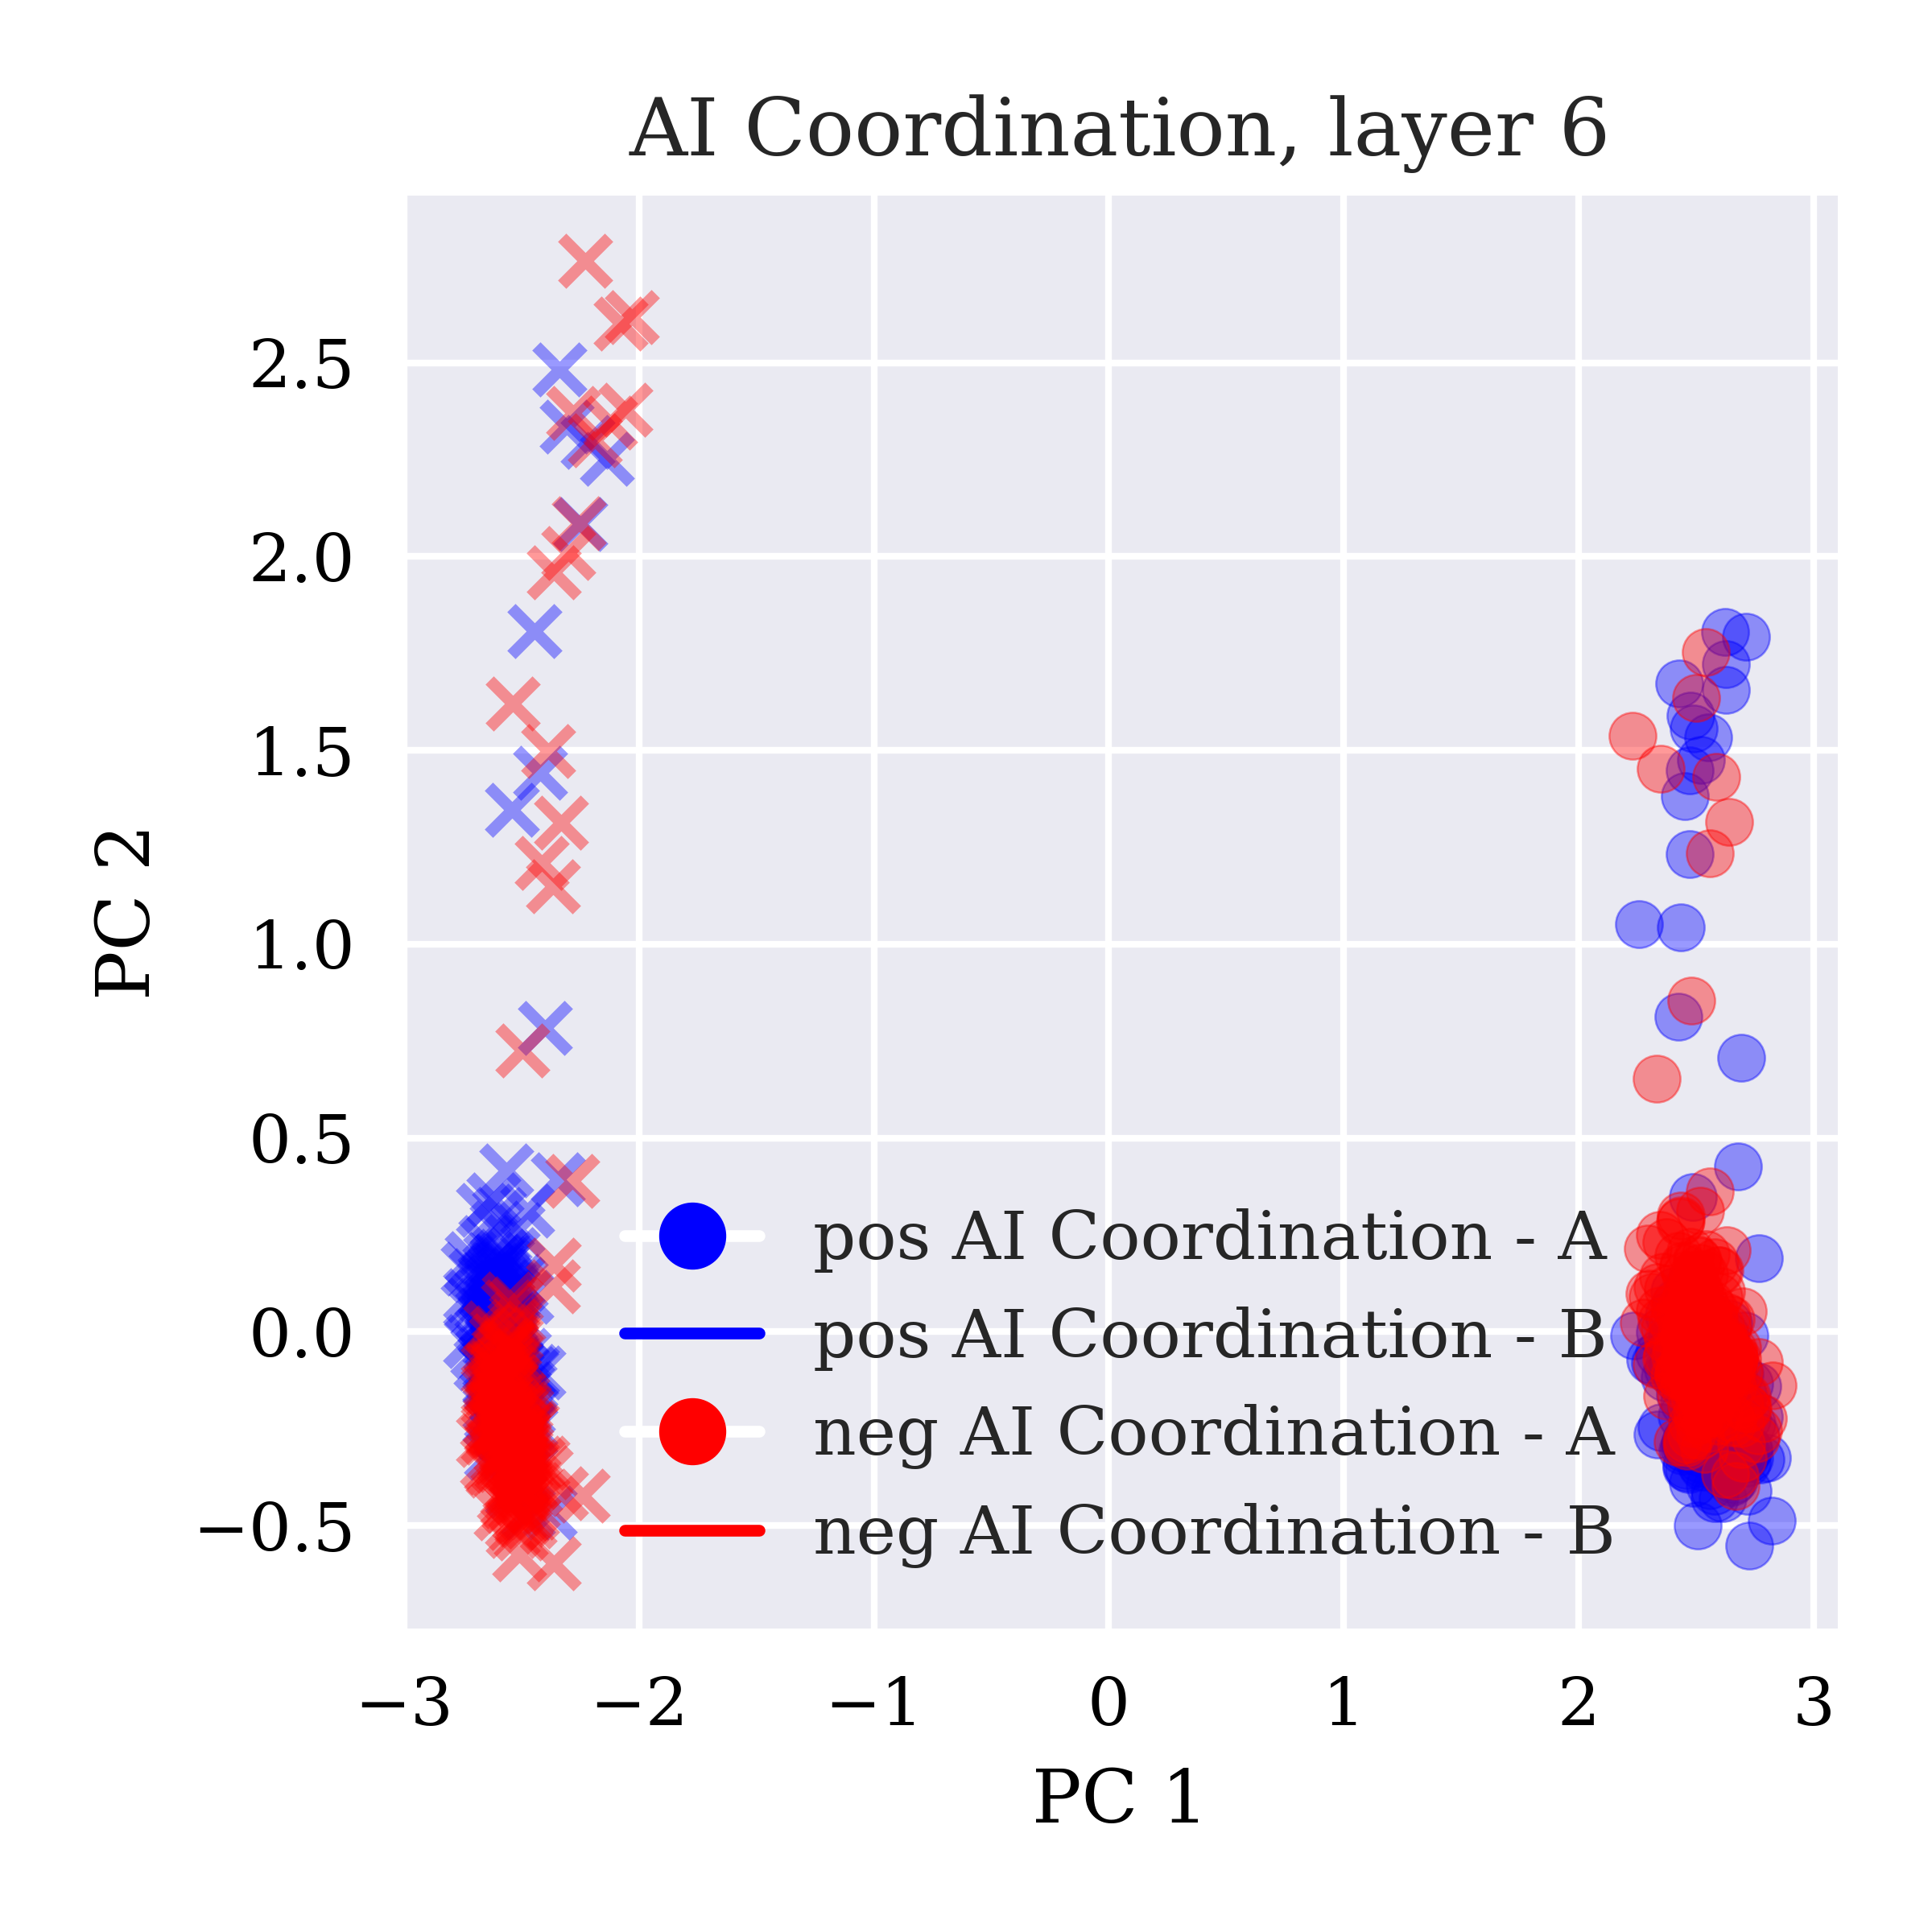 AI Coordination, layer 6
PC 2
2.5
2.0
1.5
1.0
0.5
0.0
−0.5
pos AI Coordination - A
pos AI Coordination - B
neg AI Coordination - A
neg AI Coordination - B
−3 −2 −1 0 1 2 3
PC 1